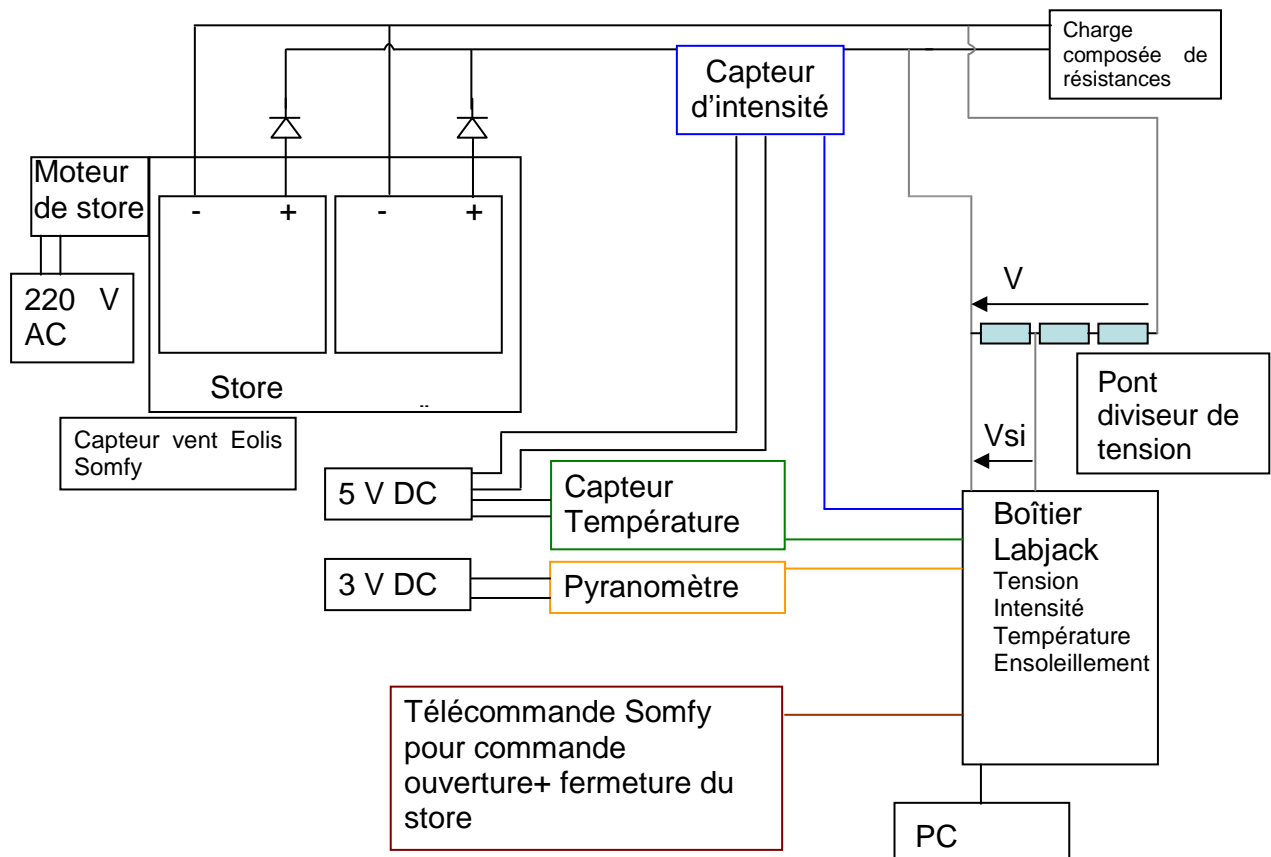 Charge
composée de
résistances
Capteur
d'intensité
Moteur
de store
- + - +
220 V
AC
Store
Capteur vent Eolis
Somfy
V
Pont
diviseur de
tension
Vsi
5 V DC
Capteur
Température
3 V DC
Pyranomètre
Boîtier
Labjack
Tension
Intensité
Température
Ensoleillement
Télécommande Somfy
pour commande
ouverture+ fermeture du
store
PC